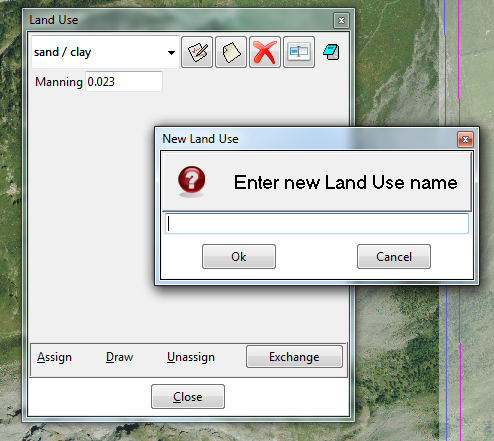 Land Use
sand / clay
Manning 0.023
New Land Use
Enter new Land Use name
Ok Cancel
Assign Draw Unassign Exchange
Close